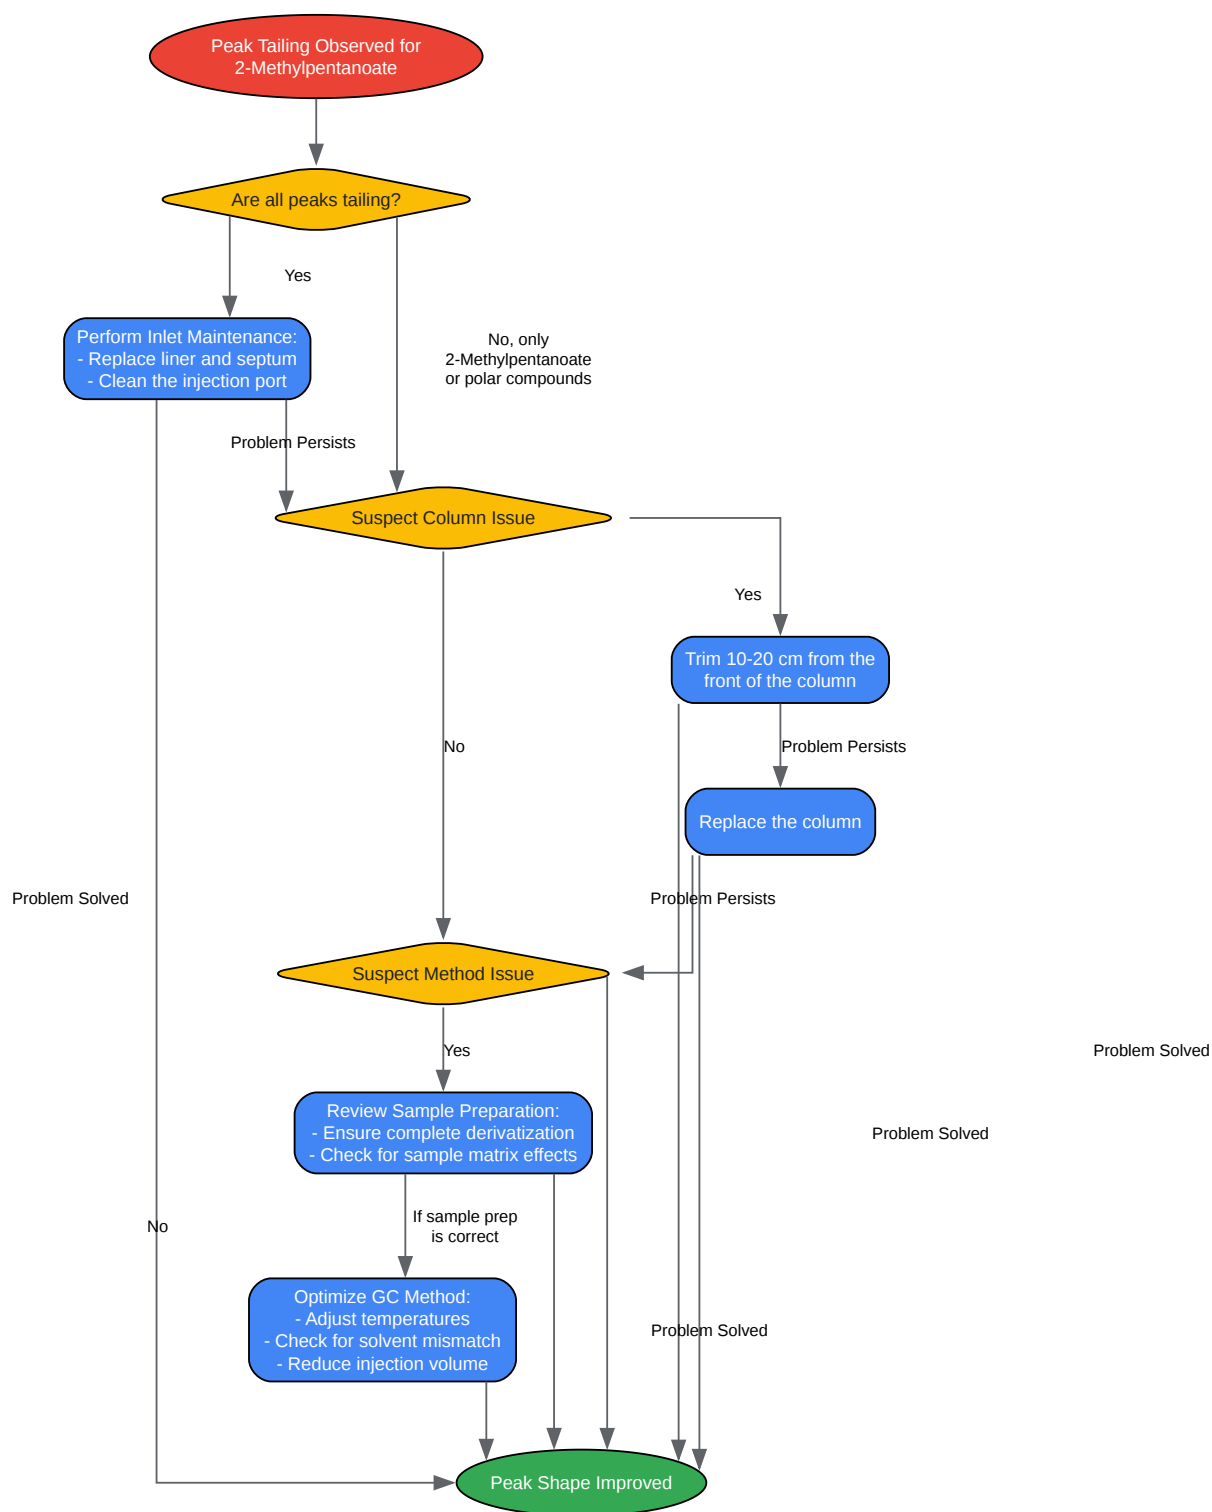 Peak Tailing Observed for
2-Methylpentanoate
Are all peaks tailing?
Yes
Perform Inlet Maintenance:
- Replace liner and septum
- Clean the injection port
No, only
2-Methylpentanoate
or polar compounds
Problem Persists
Suspect Column Issue
Yes
Trim 10-20 cm from the
front of the column
No
Problem Persists
Replace the column
Problem Solved
Problem Persists
Suspect Method Issue
Yes
Problem Solved
Review Sample Preparation:
- Ensure complete derivatization
- Check for sample matrix effects
Problem Solved
No
If sample prep
is correct
Optimize GC Method:
- Adjust temperatures
- Check for solvent mismatch
- Reduce injection volume
Problem Solved
Peak Shape Improved